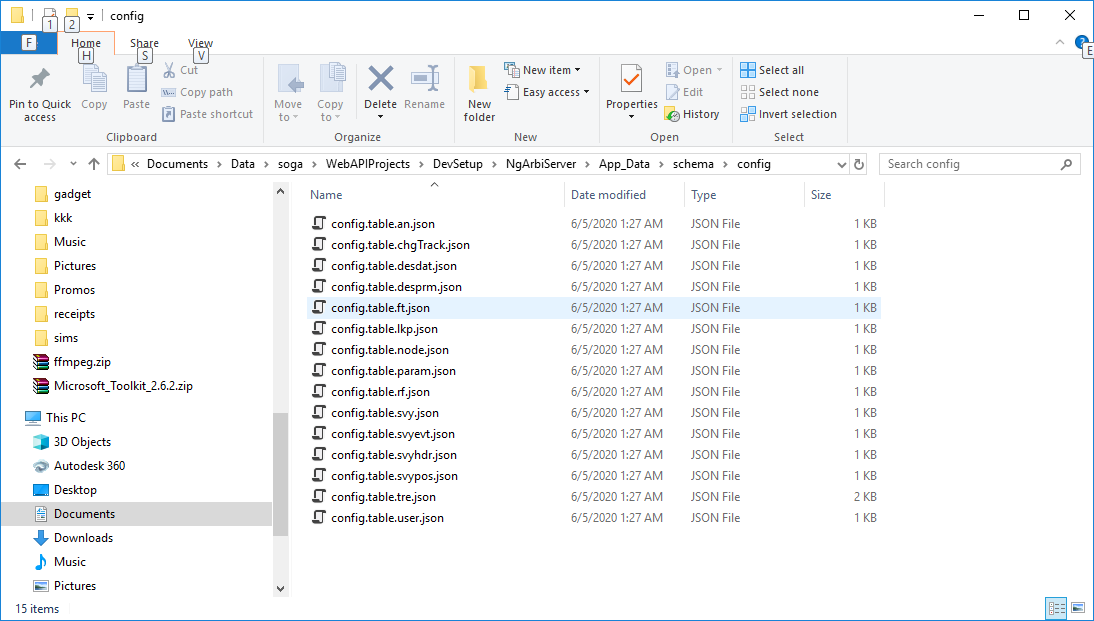 1 2 config
F Home Share View E
H S V
Pin to Quick access
Copy
Paste
Cut
Copy path
Paste shortcut
Clipboard
Move to
Copy to
Delete
Rename
Organize
New folder
New item
Easy access
New
Properties
Open
Edit
History
Open
Select all
Select none
Invert selection
Select
« Documents > Data > soga > WebAPIProjects > DevSetup > NgArbiServer > App_Data > schema > config
Search config
gadget
kkk
Music
Pictures
Promos
receipts
sims
ffmpeg.zip
Microsoft_Toolkit_2.6.2.zip
This PC
3D Objects
Autodesk 360
Desktop
Documents
Downloads
Music
Pictures
Name Date modified Type Size
config.table.an.json 6/5/2020 1:27 AM JSON File 1 KB
config.table.chgTrack.json 6/5/2020 1:27 AM JSON File 1 KB
config.table.desdat.json 6/5/2020 1:27 AM JSON File 1 KB
config.table.desprm.json 6/5/2020 1:27 AM JSON File 1 KB
config.table.ft.json 6/5/2020 1:27 AM JSON File 1 KB
config.table.lkp.json 6/5/2020 1:27 AM JSON File 1 KB
config.table.node.json 6/5/2020 1:27 AM JSON File 1 KB
config.table.param.json 6/5/2020 1:27 AM JSON File 1 KB
config.table.rf.json 6/5/2020 1:27 AM JSON File 1 KB
config.table.svy.json 6/5/2020 1:27 AM JSON File 1 KB
config.table.svyevt.json 6/5/2020 1:27 AM JSON File 1 KB
config.table.svyhdr.json 6/5/2020 1:27 AM JSON File 1 KB
config.table.svypos.json 6/5/2020 1:27 AM JSON File 1 KB
config.table.tre.json 6/5/2020 1:27 AM JSON File 2 KB
config.table.user.json 6/5/2020 1:27 AM JSON File 1 KB
15 items